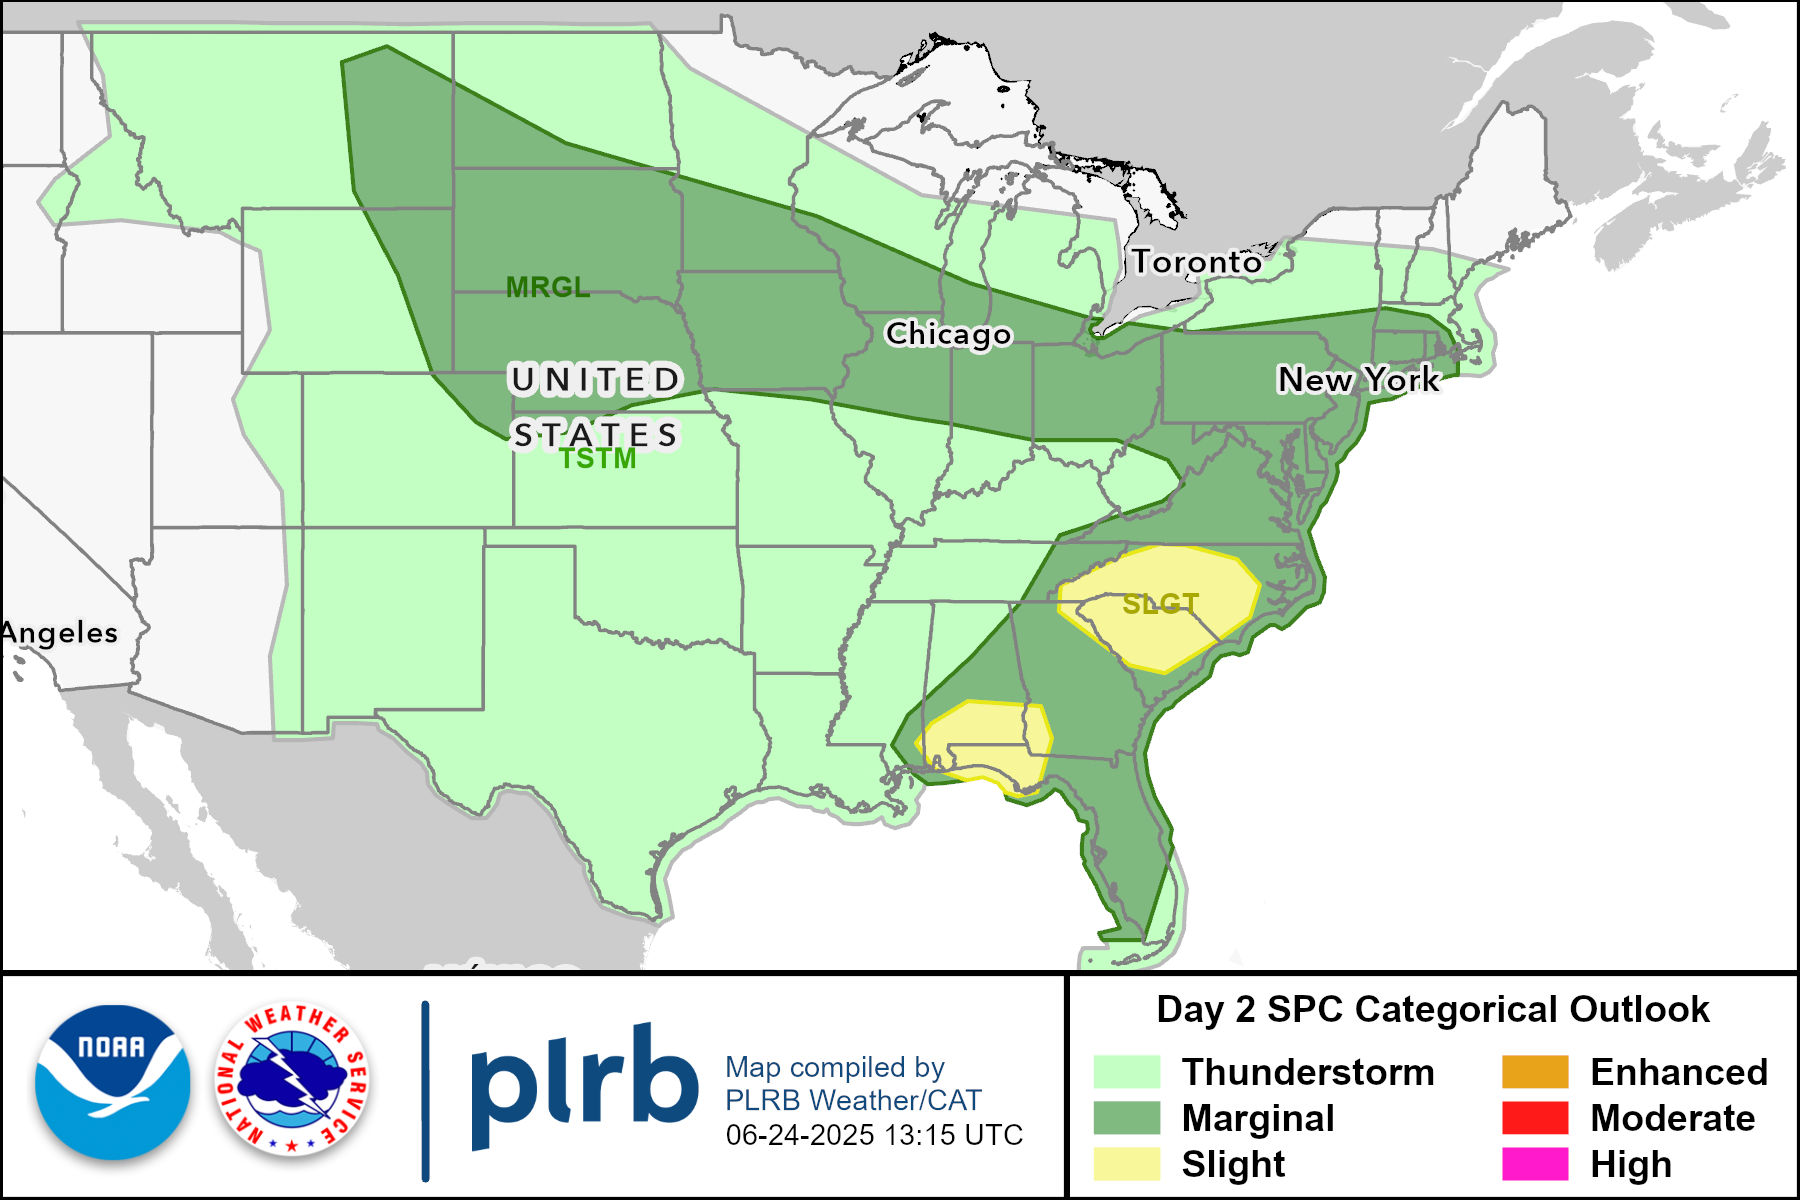 Toronto
MRGL
Chicago
UNITED
New York
STATES
TSTM
SLGT
Angeles
NOAA
NATIONAL WEATHER SERVICE
plrb
Map compiled by
PLRB Weather/CAT
06-24-2025 13:15 UTC
Day 2 SPC Categorical Outlook
Thunderstorm
Enhanced
Marginal
Moderate
Slight
High